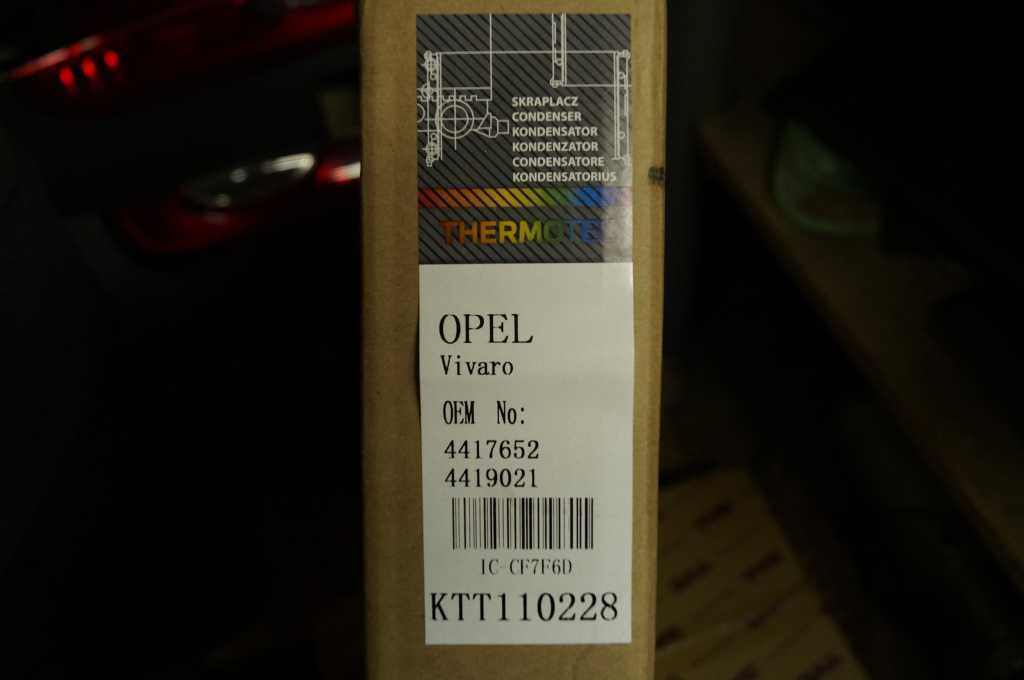 SKRAPLACZ
CONDENSER
KONDENSATOR
KONDENZATOR
CONDENSATORE
KONDENSATORIUS
THERMOTEC
OPEL
Vivaro
OEM No:
4417652
4419021
IC-CF7F6D
KTT110228